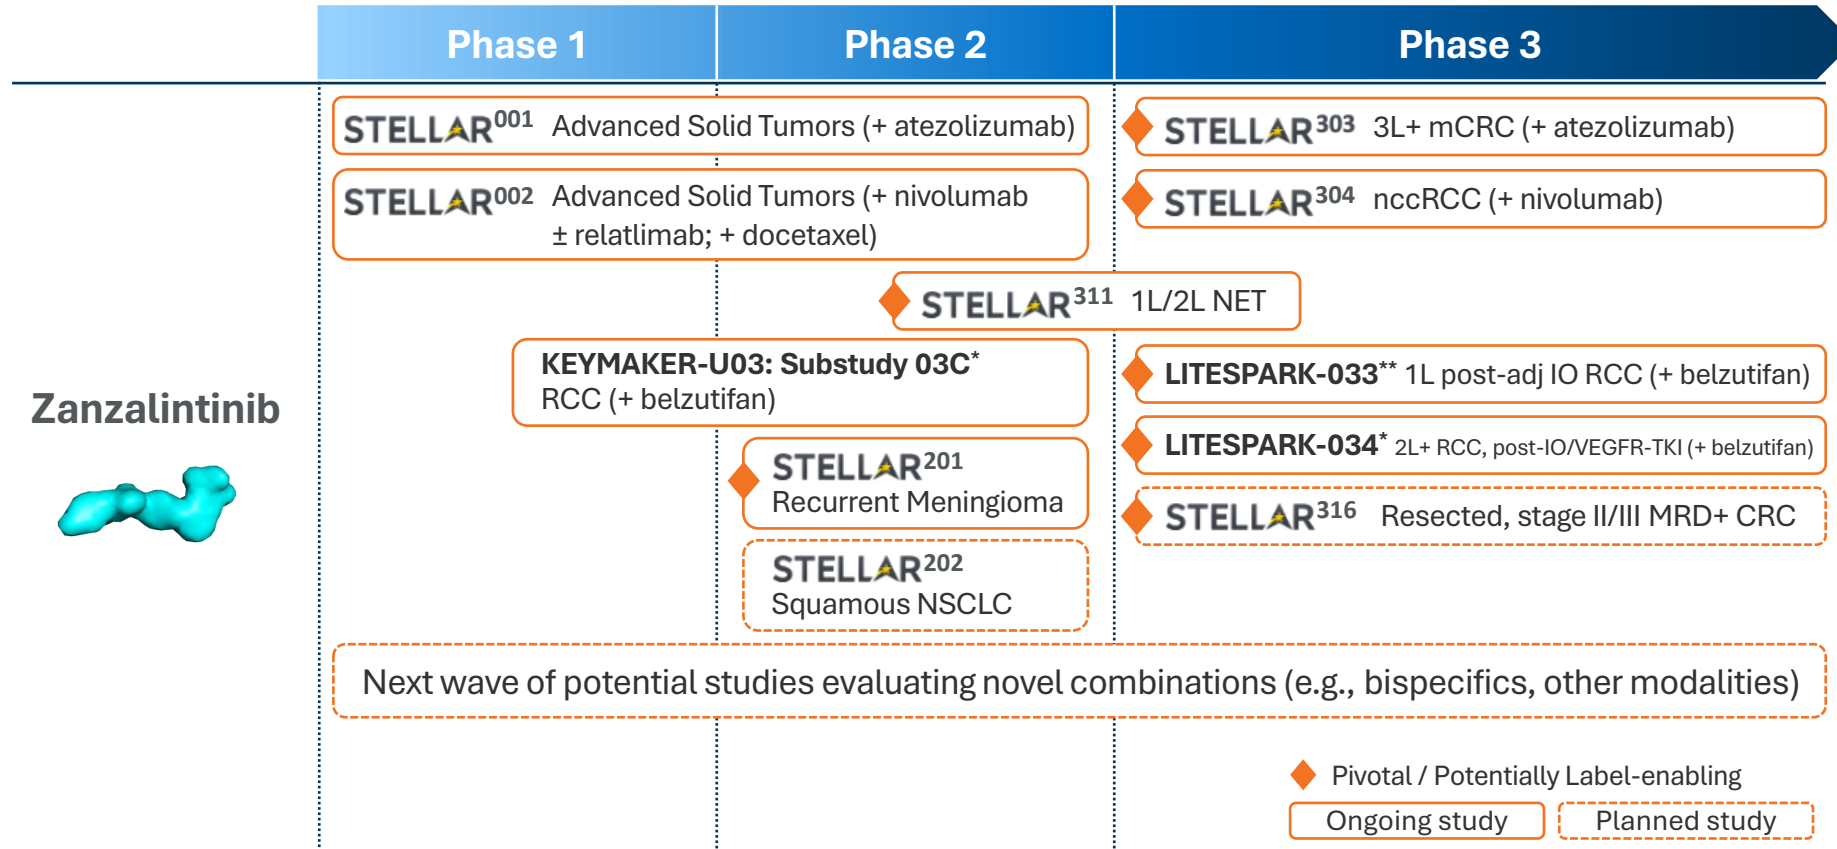 Phase 1
Phase 2
Phase 3
STELLAR001 Advanced Solid Tumors (+ atezolizumab)
STELLAR303 3L+ mCRC (+ atezolizumab)
STELLAR002 Advanced Solid Tumors (+ nivolumab
± relatlimab; + docetaxel)
STELLAR304 nccRCC (+ nivolumab)
STELLAR311 1L/2L NET
KEYMAKER-U03: Substudy 03C*
RCC (+ belzutifan)
LITESPARK-033** 1L post-adj IO RCC (+ belzutifan)
Zanzalintinib
LITESPARK-034* 2L+ RCC, post-IO/VEGFR-TKI (+ belzutifan)
STELLAR201
Recurrent Meningioma
STELLAR316 Resected, stage II/III MRD+ CRC
STELLAR202
Squamous NSCLC
Next wave of potential studies evaluating novel combinations (e.g., bispecifics, other modalities)
Pivotal / Potentially Label-enabling
Ongoing study
Planned study